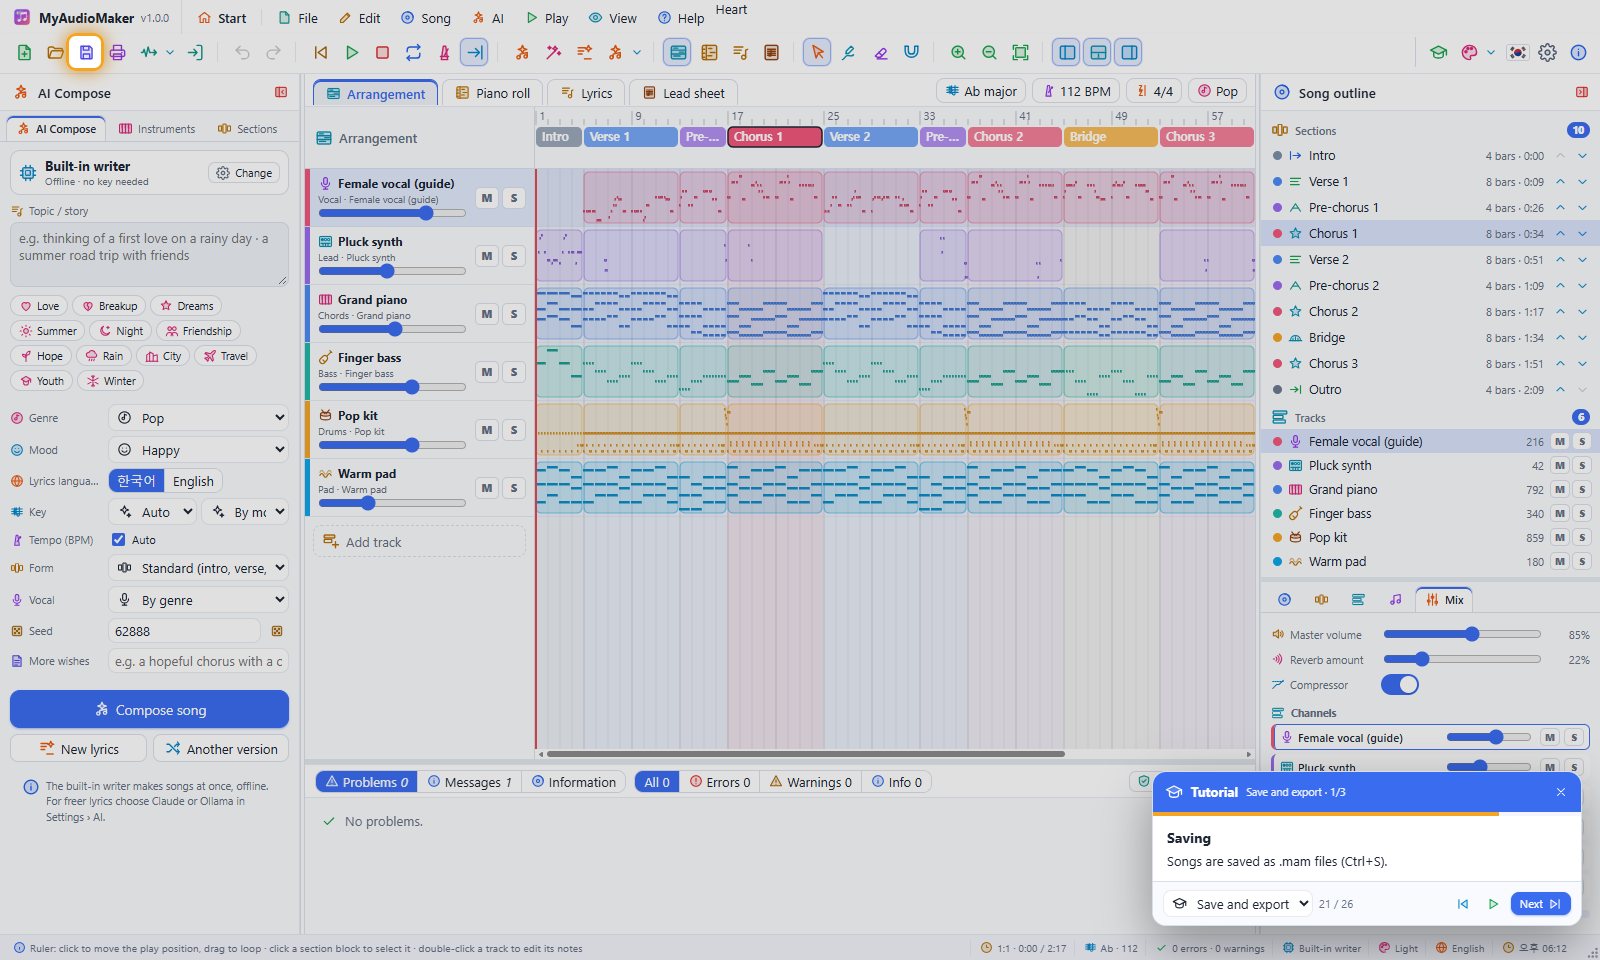 MyAudioMaker v1.0.0 Start File Edit Song AI Play View Help Heart
AI Compose
AI Compose Instruments Sections
Built-in writer
Offline · no key needed
Change
Topic / story
e.g. thinking of a first love on a rainy day · a
summer road trip with friends
Love Breakup Dreams
Summer Night Friendship
Hope Rain City Travel
Youth Winter
Genre Pop
Mood Happy
Lyrics langua... 한국어 English
Key Auto By mo
Tempo (BPM) Auto
Form Standard (intro, verse,
Vocal By genre
Seed 62888
More wishes e.g. a hopeful chorus with a c
Compose song
New lyrics Another version
The built-in writer makes songs at once, offline.
For freer lyrics choose Claude or Ollama in
Settings › AI.
Arrangement Piano roll Lyrics Lead sheet Ab major 112 BPM 4/4 Pop
Arrangement
1 9 17 25 33 41 49 57
Intro Verse 1 Pre-... Chorus 1 Verse 2 Pre-... Chorus 2 Bridge Chorus 3
Female vocal (guide)
Vocal · Female vocal (guide)
M S
Pluck synth
Lead · Pluck synth
M S
Grand piano
Chords · Grand piano
M S
Finger bass
Bass · Finger bass
M S
Pop kit
Drums · Pop kit
M S
Warm pad
Pad · Warm pad
M S
Add track
Problems 0 Messages 1 Information All 0 Errors 0 Warnings 0 Info 0
No problems.
Song outline
Sections 10
Intro 4 bars · 0:00
Verse 1 8 bars · 0:09
Pre-chorus 1 4 bars · 0:26
Chorus 1 8 bars · 0:34
Verse 2 8 bars · 0:51
Pre-chorus 2 4 bars · 1:09
Chorus 2 8 bars · 1:17
Bridge 8 bars · 1:34
Chorus 3 8 bars · 1:51
Outro 4 bars · 2:09
Tracks 6
Female vocal (guide) 216 M S
Pluck synth 42 M S
Grand piano 792 M S
Finger bass 340 M S
Pop kit 859 M S
Warm pad 180 M S
Mix
Master volume 85%
Reverb amount 22%
Compressor
Channels
Female vocal (guide) M S
Pluck synth M S
Tutorial Save and export · 1/3
Saving
Songs are saved as .mam files (Ctrl+S).
Save and export 21 / 26 Next
Ruler: click to move the play position, drag to loop · click a section block to select it · double-click a track to edit its notes
1:1 · 0:00 / 2:17 Ab · 112 0 errors · 0 warnings Built-in writer Light English 오후 06:12